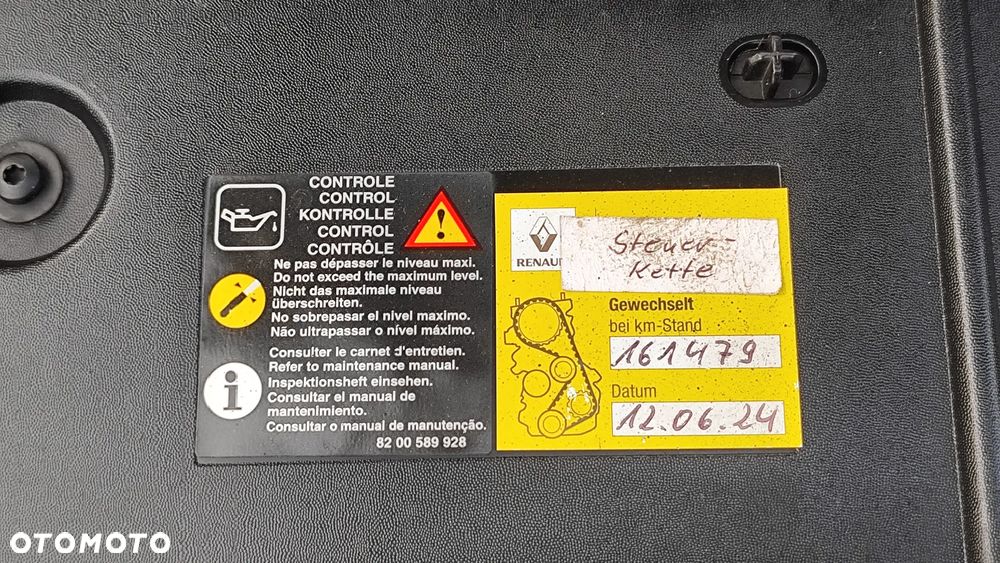 CONTROLE
CONTROL
KONTROLLE
CONTROL
CONTRÔLE
Ne pas dépasser le niveau maxi.
Do not exceed the maximum level.
Nicht das maximale niveau
überschreiten.
No sobrepasar el nivel maximo.
Não ultrapassar o nível máximo.
Consulter le carnet d'entretien.
Refer to maintenance manual.
Inspektionsheft einsehen.
Consultar el manual de
mantenimiento.
Consultar o manual de manutenção.
82 00 589 928
RENAUL
Steuer-
Kette
Gewechselt
bei km-Stand
161479
Datum
12.06.24
OTOMOTO